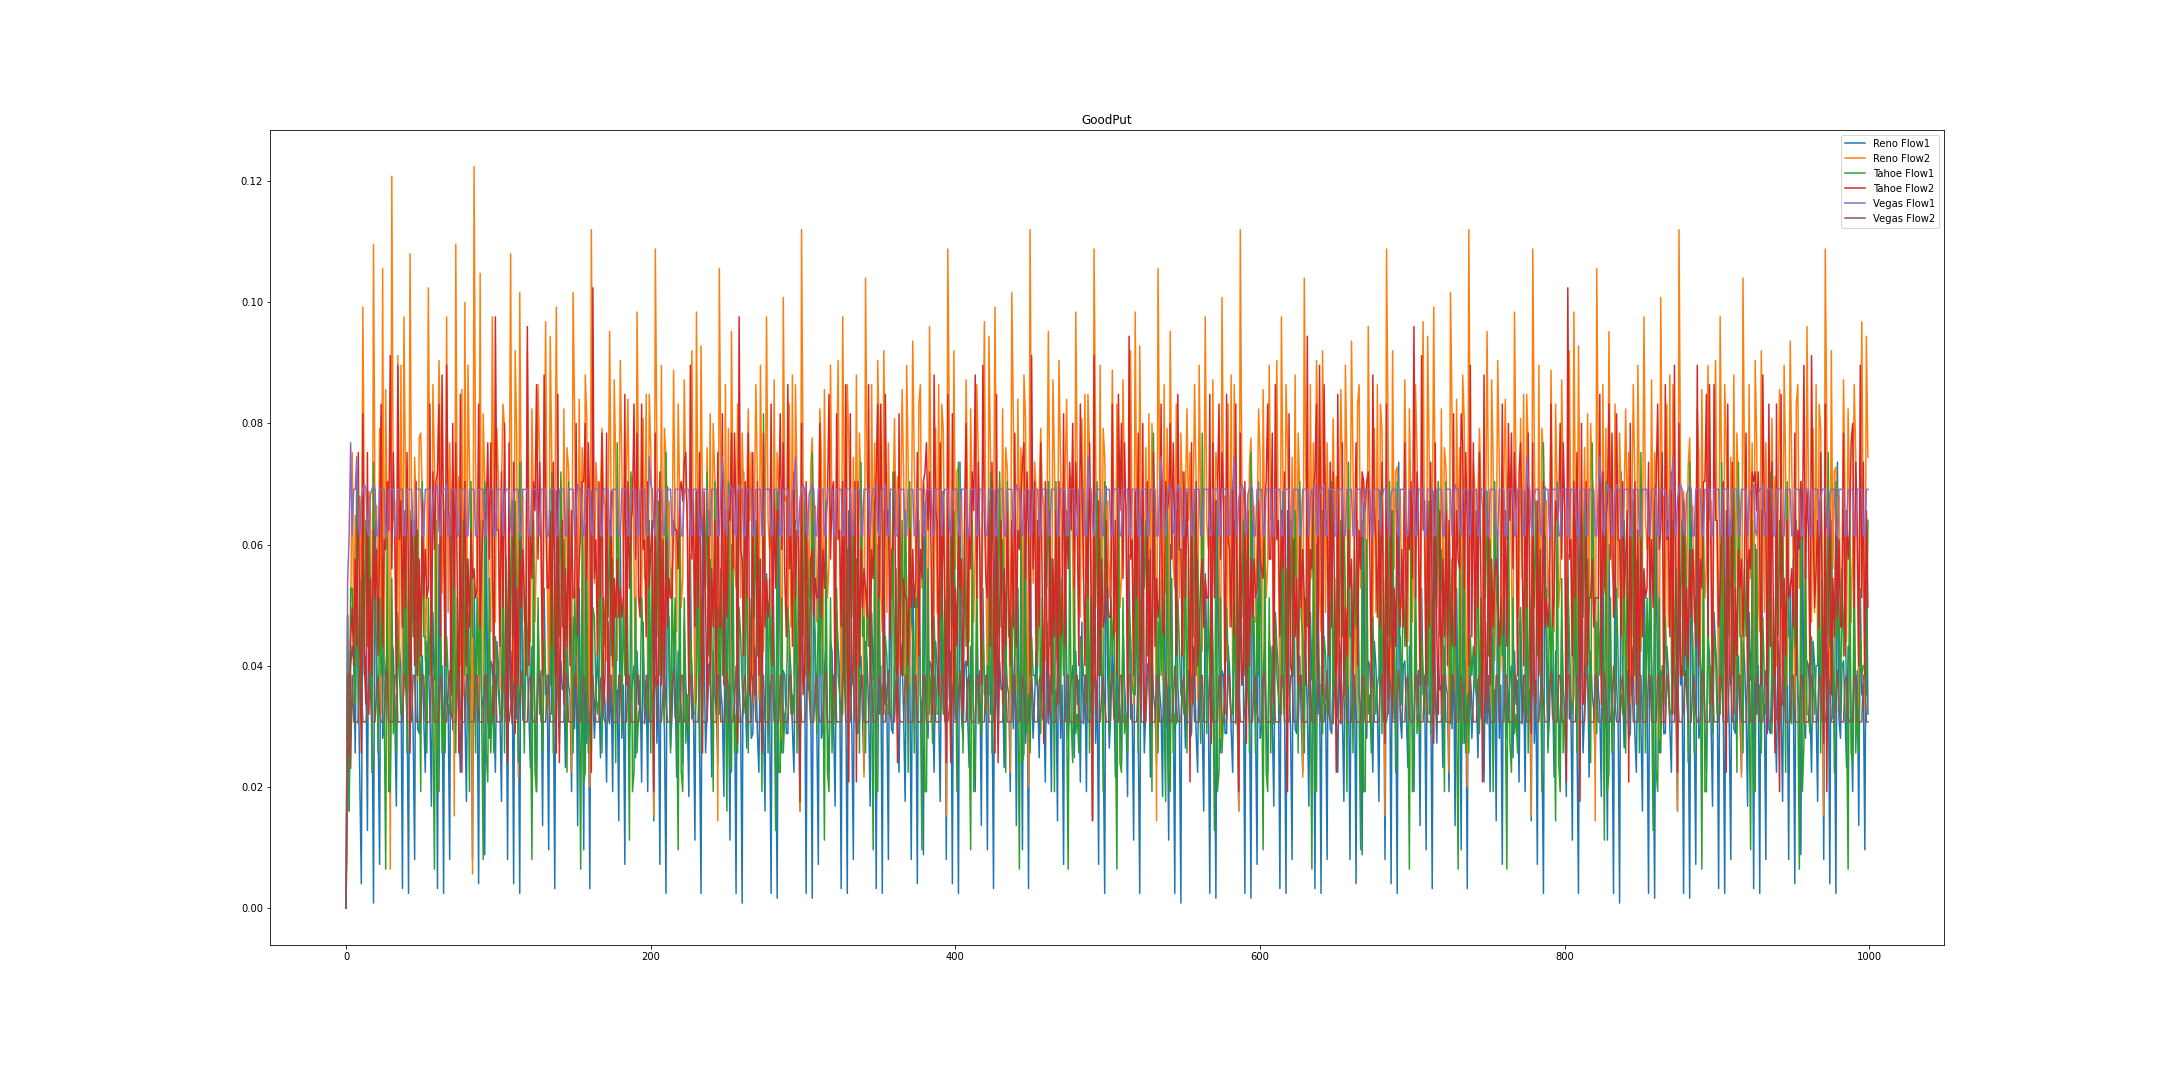 GoodPut
Reno Flow1
Reno Flow2
Tahoe Flow1
Tahoe Flow2
Vegas Flow1
Vegas Flow2
0.12
0.10
0.08
0.06
0.04
0.02
0.00
0 200 400 600 800 1000